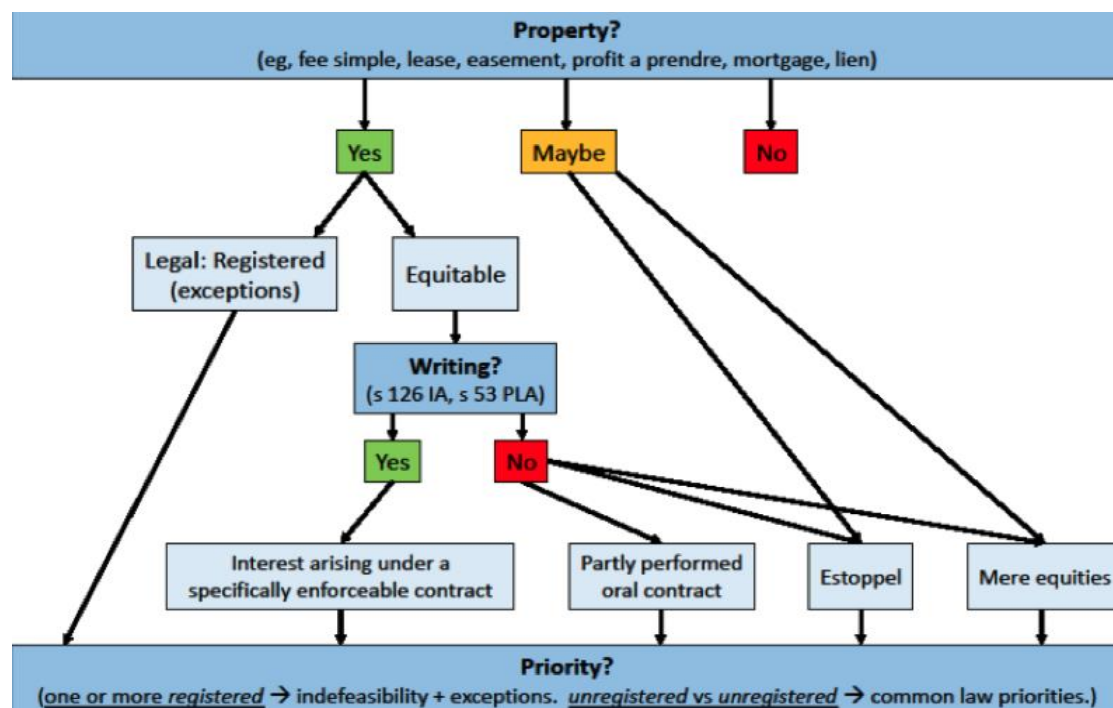 Property?
(eg, fee simple, lease, easement, profit a prendre, mortgage, lien)
Yes
Maybe
No
Legal: Registered
(exceptions)
Equitable
Writing?
(s 126 IA, s 53 PLA)
Yes
No
Interest arising under a
specifically enforceable contract
Partly performed
oral contract
Estoppel
Mere equities
Priority?
(one or more registered → indefeasibility + exceptions. unregistered vs unregistered → common law priorities.)